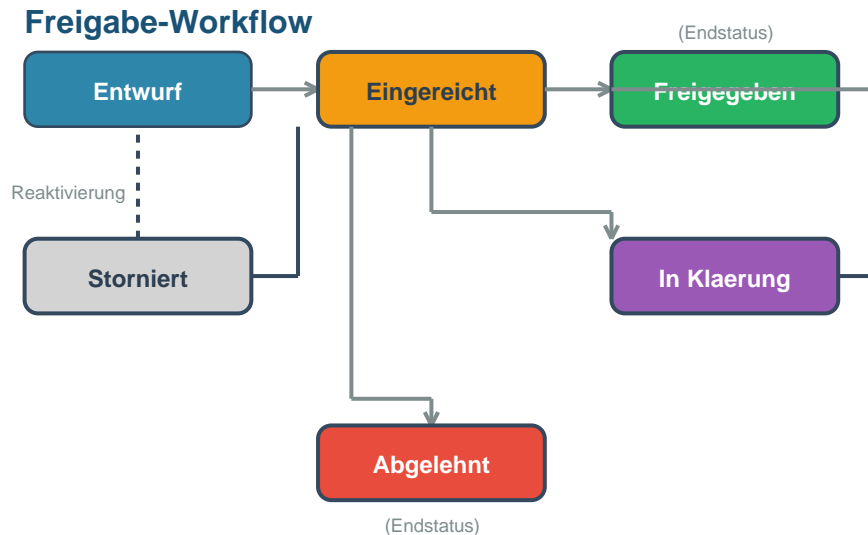 Freigabe-Workflow
(Endstatus)
Entwurf
Eingereicht
Freigegeben
Reaktivierung
Storniert
In Klaerung
Abgelehnt
(Endstatus)